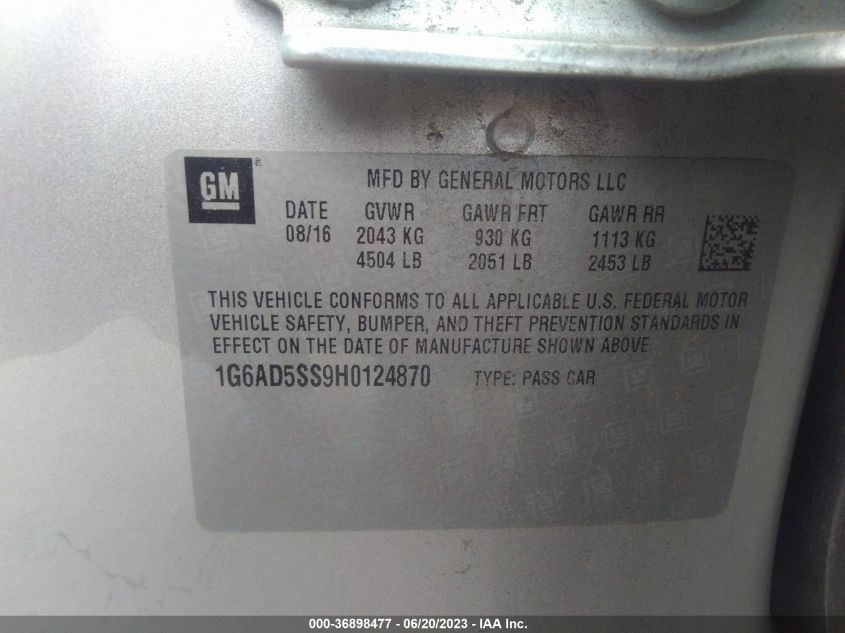 GM ®
MFD BY GENERAL MOTORS LLC
DATE GVWR GAWR FRT GAWR RR
08/16 2043 KG 930 KG 1113 KG
4504 LB 2051 LB 2453 LB
THIS VEHICLE CONFORMS TO ALL APPLICABLE U.S. FEDERAL MOTOR
VEHICLE SAFETY, BUMPER, AND THEFT PREVENTION STANDARDS IN
EFFECT ON THE DATE OF MANUFACTURE SHOWN ABOVE
1G6AD5SS9H0124870 TYPE: PASS CAR
000-36898477 - 06/20/2023 - IAA Inc.